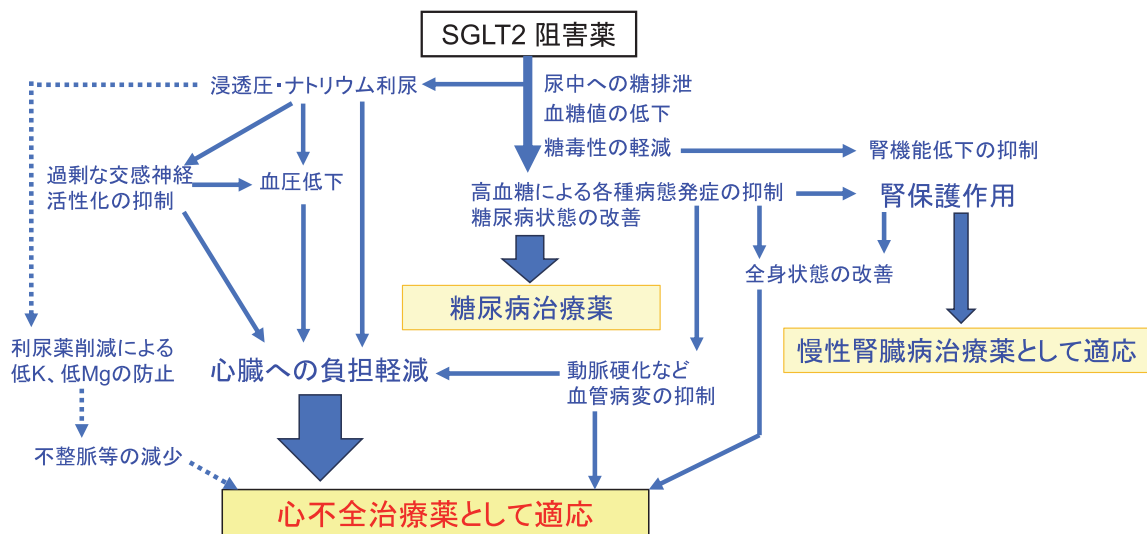 SGLT2 阻害薬
浸透圧・ナトリウム利尿
尿中への糖排泄
血糖値の低下
糖毒性の軽減
腎機能低下の抑制
過剰な交感神経
活性化の抑制
血圧低下
高血糖による各種病態発症の抑制
糖尿病状態の改善
腎保護作用
全身状態の改善
糖尿病治療薬
利尿薬削減による
低K、低Mgの防止
心臓への負担軽減
動脈硬化など
血管病変の抑制
慢性腎臓病治療薬として適応
不整脈等の減少
心不全治療薬として適応